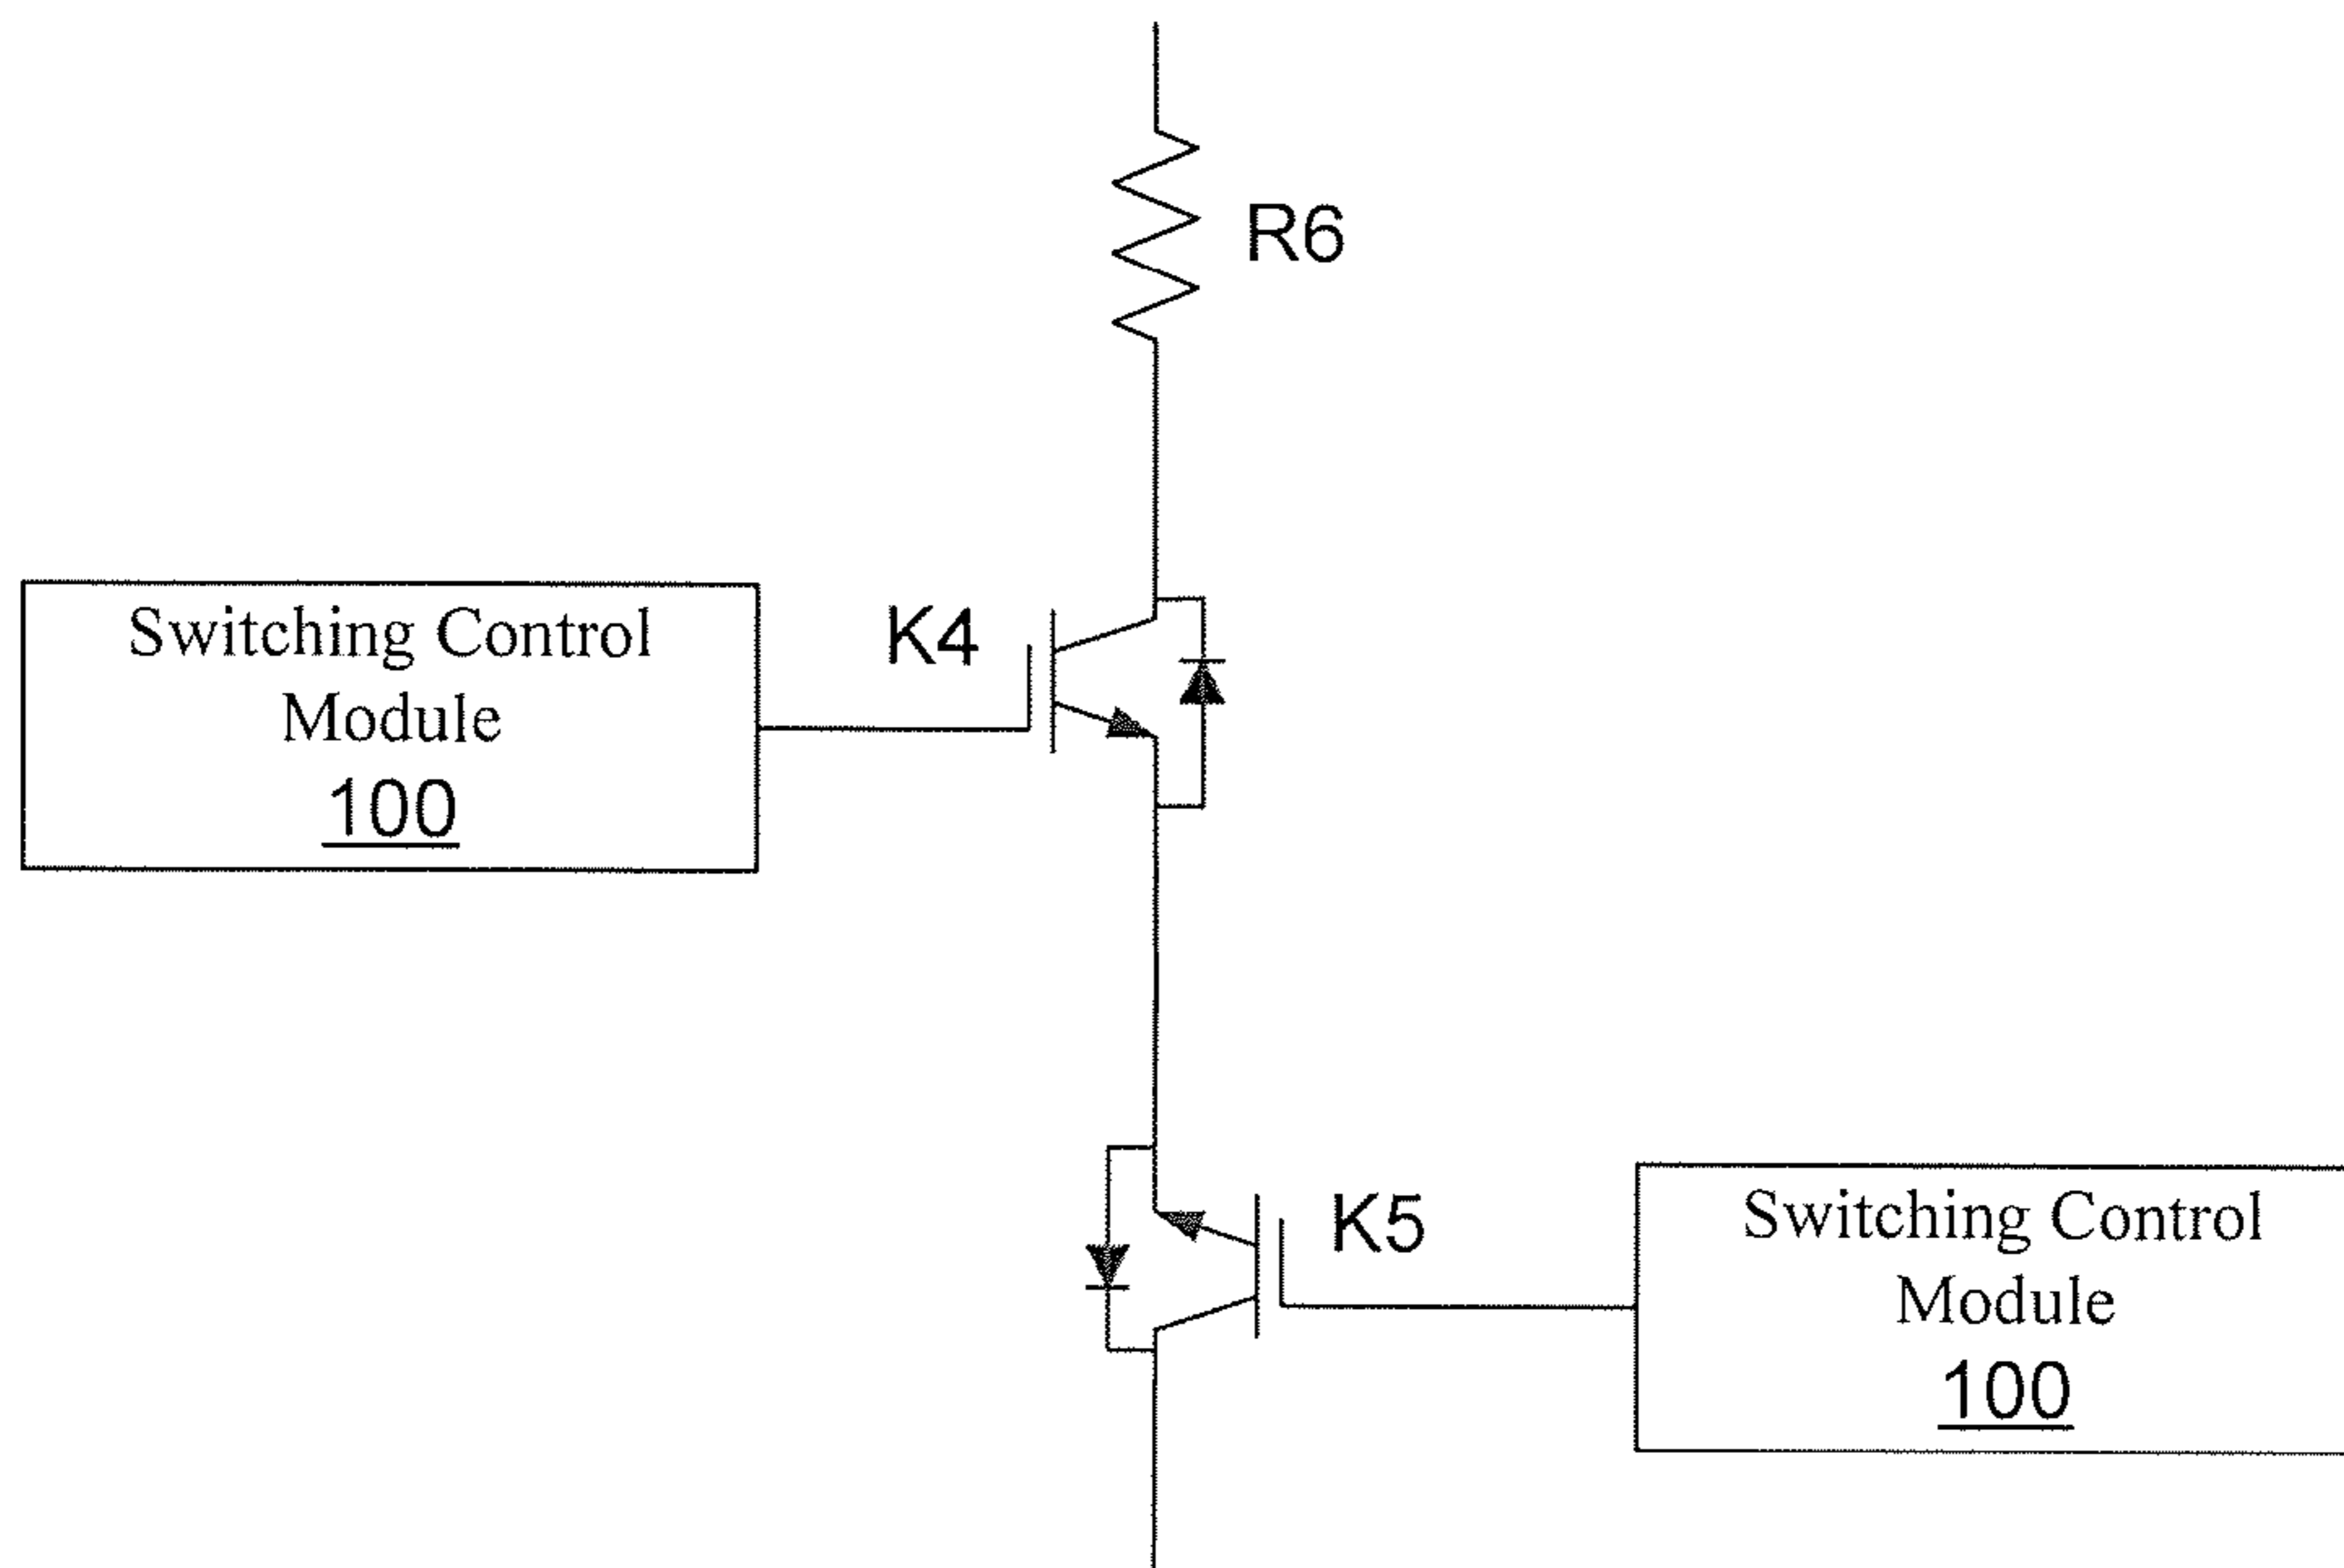 R6
Switching Control
Module
100
K4
K5
Switching Control
Module
100